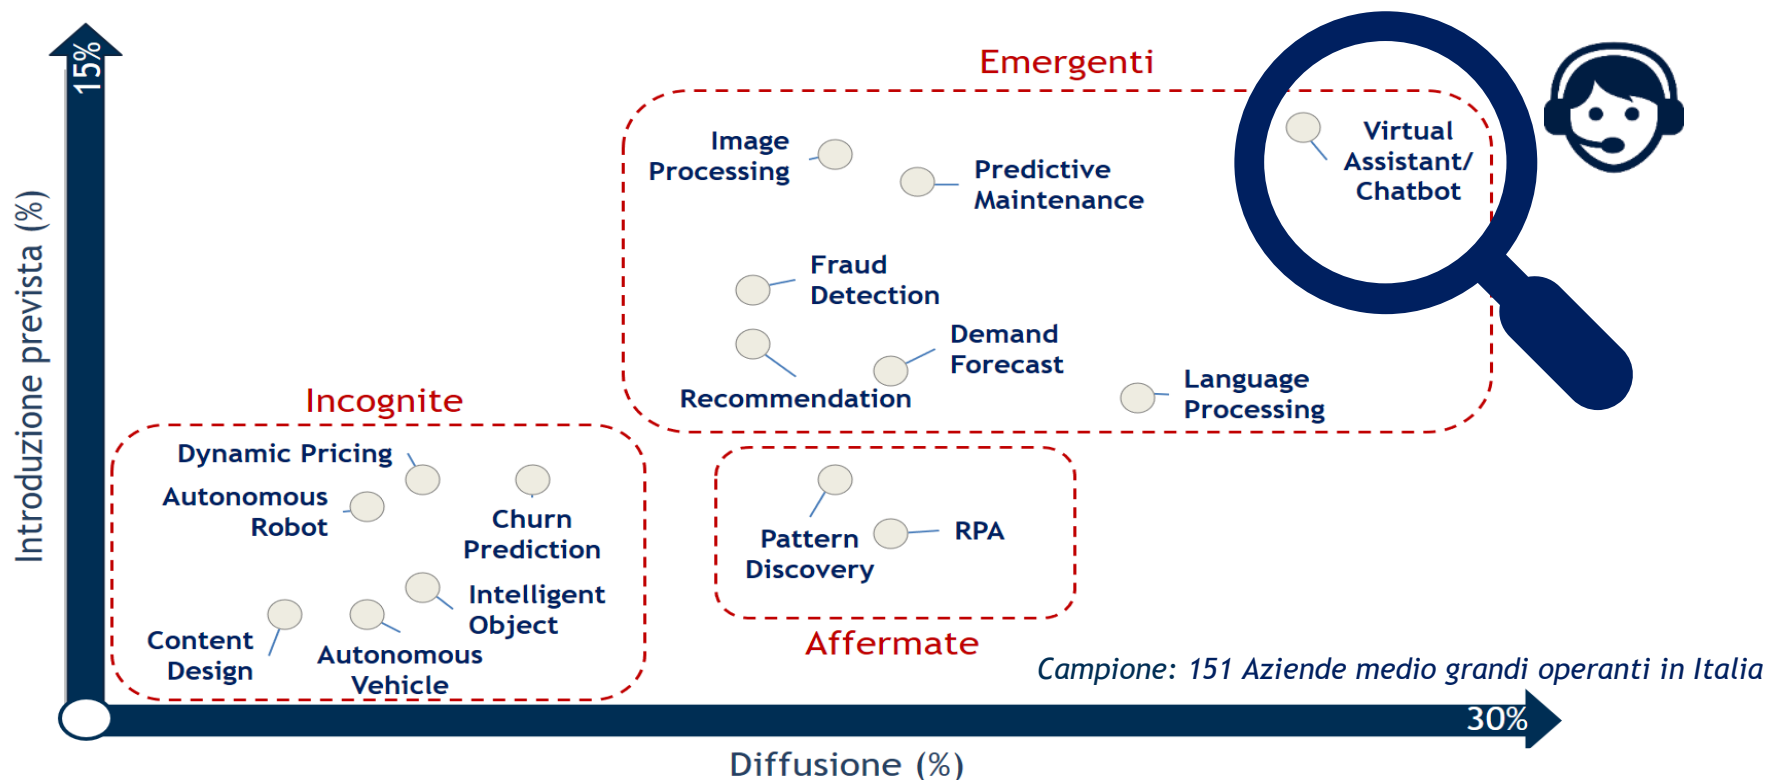 15%
Introduzione prevista (%)
Emergenti
Image
Processing
Predictive
Maintenance
Virtual
Assistant/
Chatbot
Fraud
Detection
Demand
Forecast
Recommendation
Language
Processing
Incognite
Dynamic Pricing
Autonomous
Robot
Churn
Prediction
Intelligent
Object
Content
Design
Autonomous
Vehicle
Pattern
Discovery
RPA
Affermate
Campione: 151 Aziende medio grandi operanti in Italia
30%
Diffusione (%)